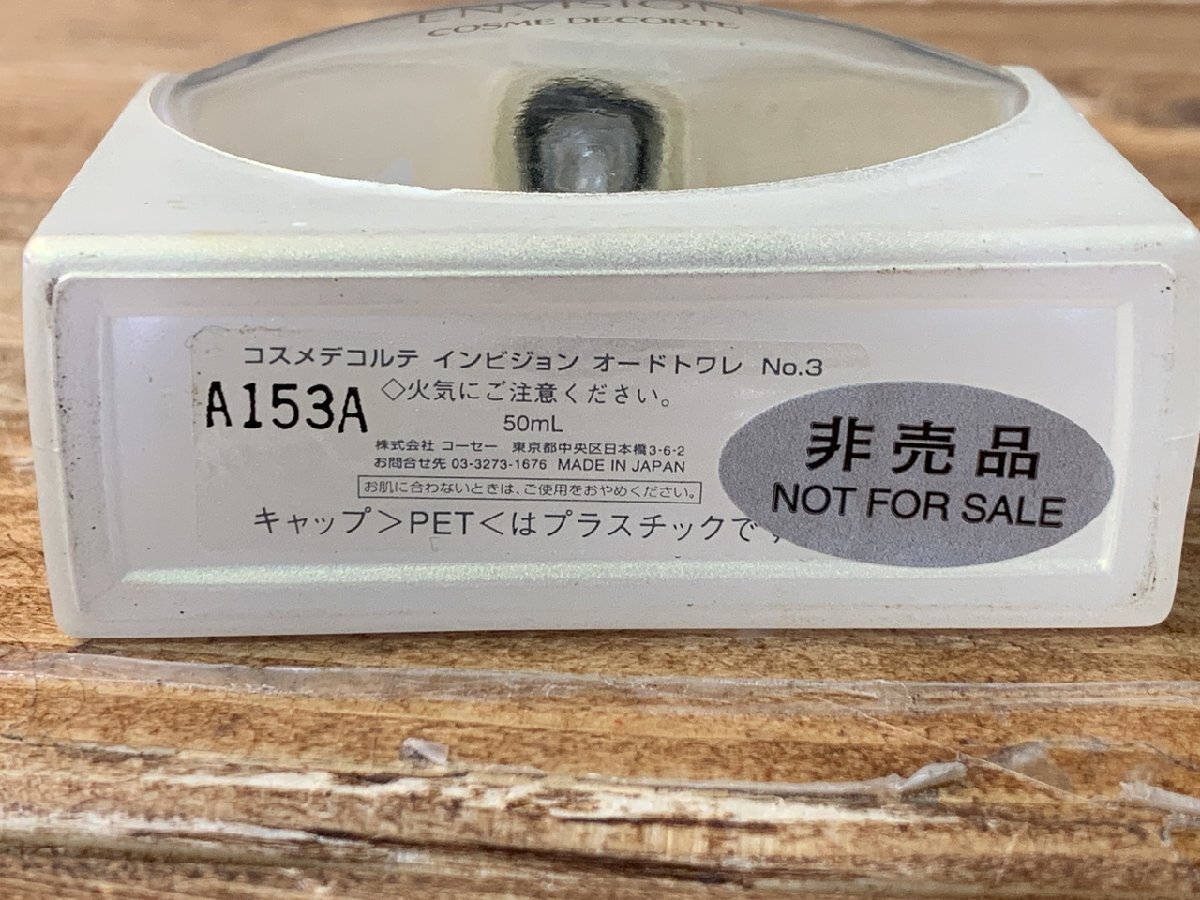 ENVISION
COSME DECORTE
コスメデコルテ インビジョン オードトワレ No.3
A153A
◇火気にご注意ください。
50mL
株式会社 コーセー 東京都中央区日本橋3-6-2
お問合せ先 03-3273-1676 MADE IN JAPAN
お肌に合わないときは、ご使用をおやめください。
キャップ>PET<はプラスチックで
非売品
NOT FOR SALE